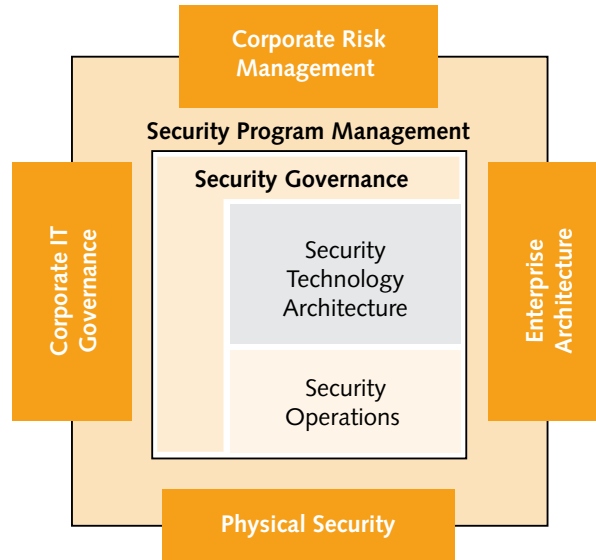 Corporate Risk
Management
Security Program Management
Security Governance
Corporate IT
Governance
Security
Technology
Architecture
Enterprise
Architecture
Security
Operations
Physical Security